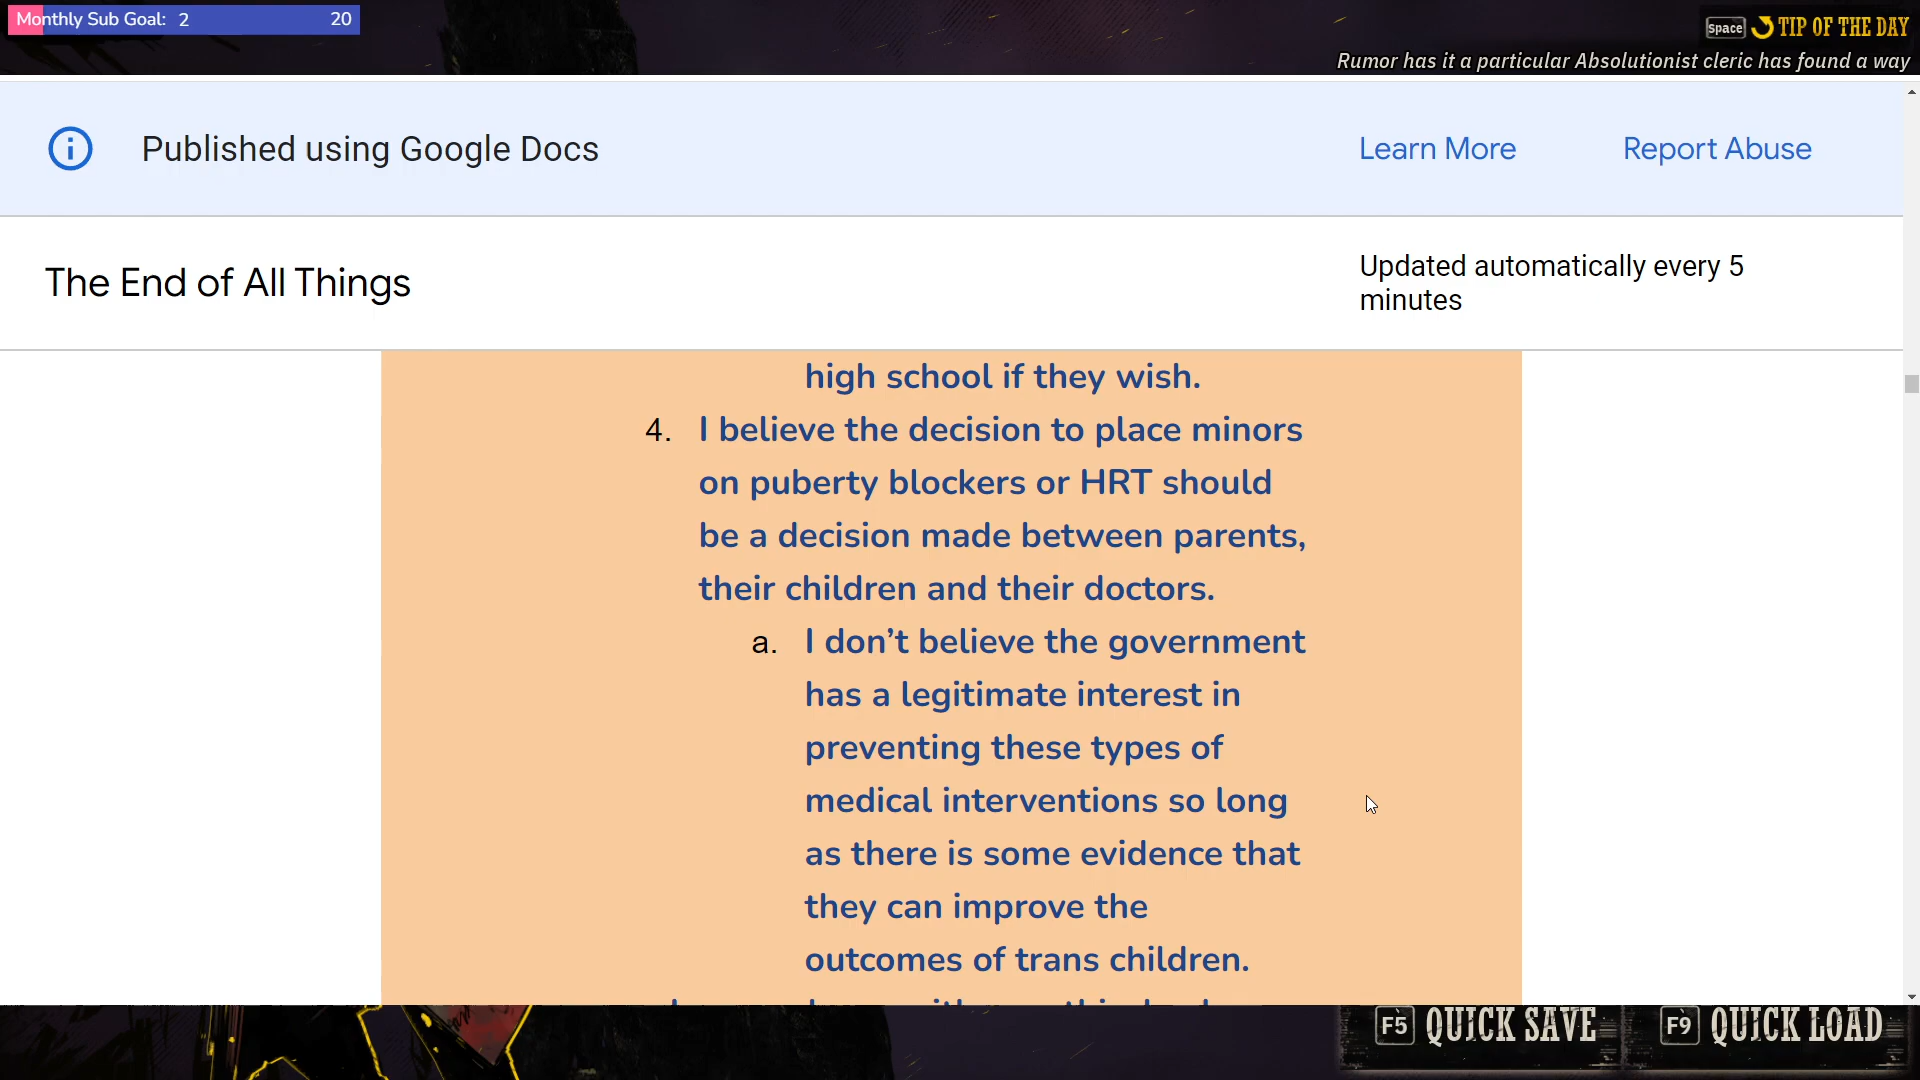 Monthly Sub Goal: 2 20
Space TIP OF THE DAY
Rumor has it a particular Absolutionist cleric has found a way
Published using Google Docs Learn More Report Abuse
The End of All Things
Updated automatically every 5
minutes
high school if they wish.
4. I believe the decision to place minors
on puberty blockers or HRT should
be a decision made between parents,
their children and their doctors.
a. I don’t believe the government
has a legitimate interest in
preventing these types of
medical interventions so long
as there is some evidence that
they can improve the
outcomes of trans children.
F5 QUICK SAVE F9 QUICK LOAD